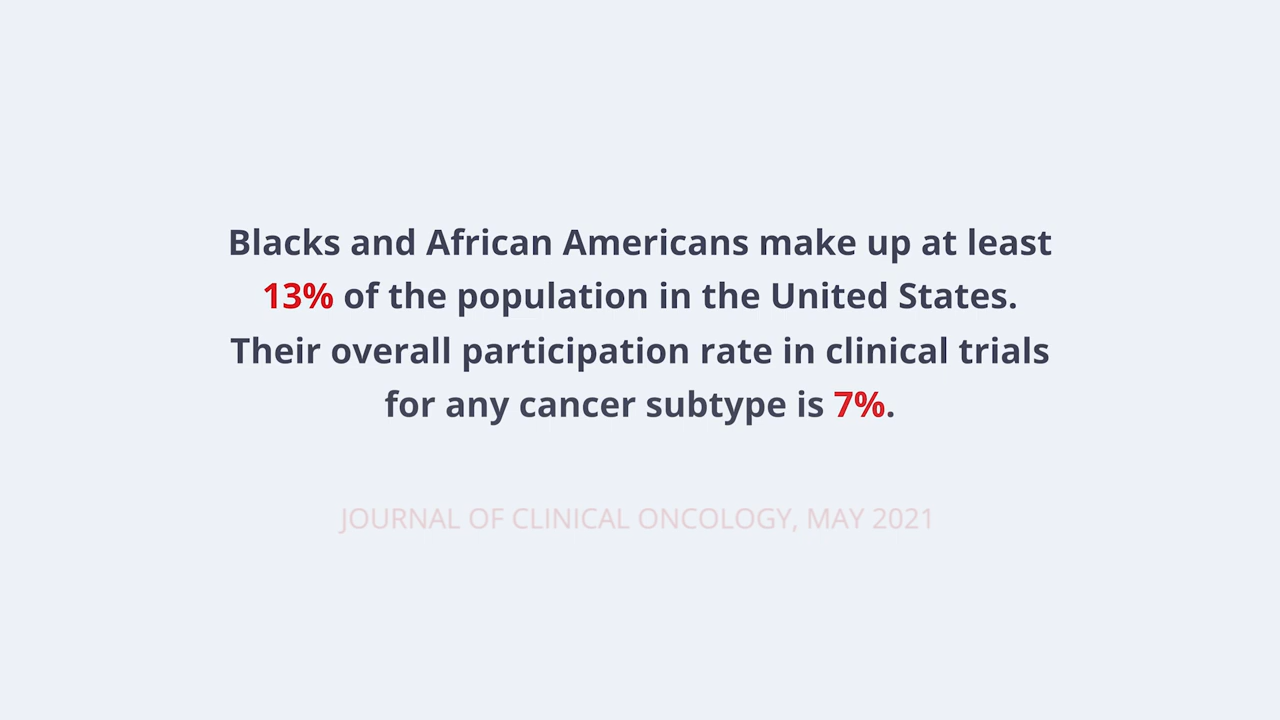 Blacks and African Americans make up at least
13% of the population in the United States.
Their overall participation rate in clinical trials
for any cancer subtype is 7%.
JOURNAL OF CLINICAL ONCOLOGY, MAY 2021